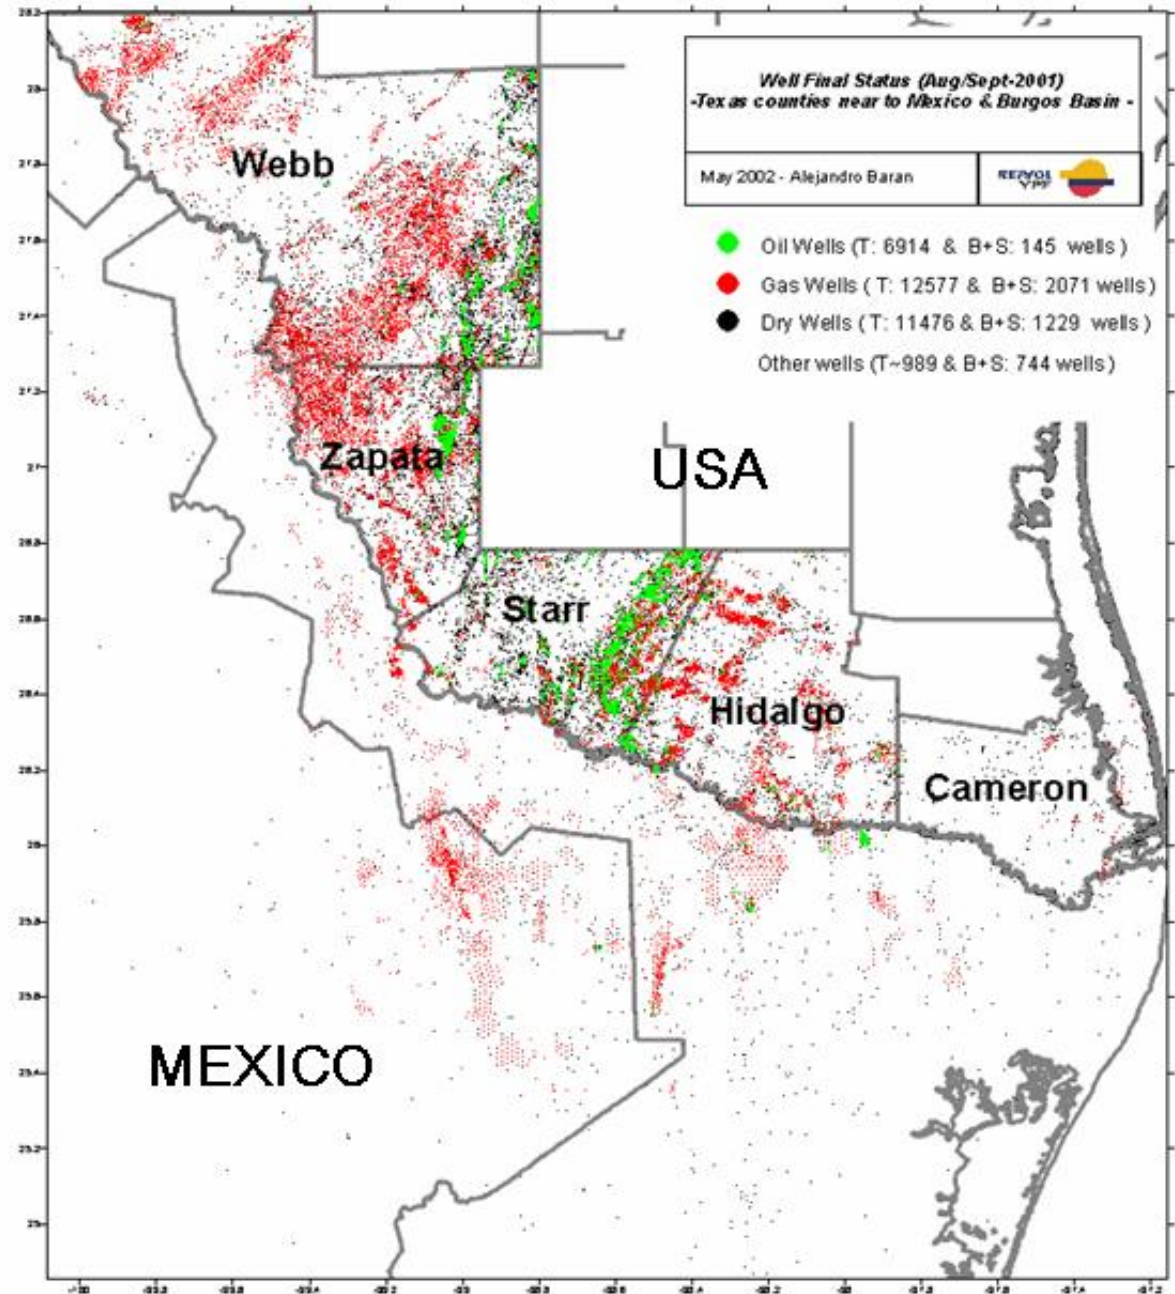 Well Final Status (Aug/Sept-2001)
-Texas counties near to Mexico & Burgos Basin -
May 2002 - Alejandro Baran
REPSOL
YPF
Oil Wells (T: 6914 & B+S: 145 wells)
Gas Wells ( T: 12577 & B+S: 2071 wells)
Dry Wells ( T: 11476 & B+S: 1229 wells )
Other wells (T~989 & B+S: 744 wells)
Webb
Zapata
USA
Starr
Hidalgo
Cameron
MEXICO